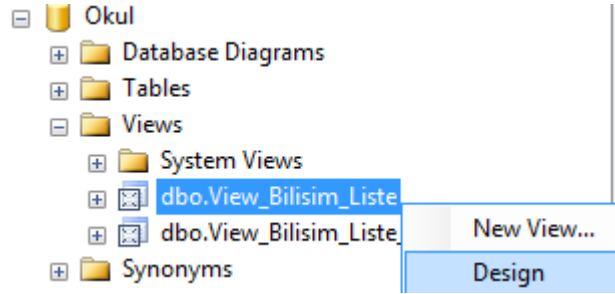 Okul
Database Diagrams
Tables
Views
System Views
dbo.View_Bilisim_Liste
dbo.View_Bilisim_Liste_
New View...
Synonyms
Design